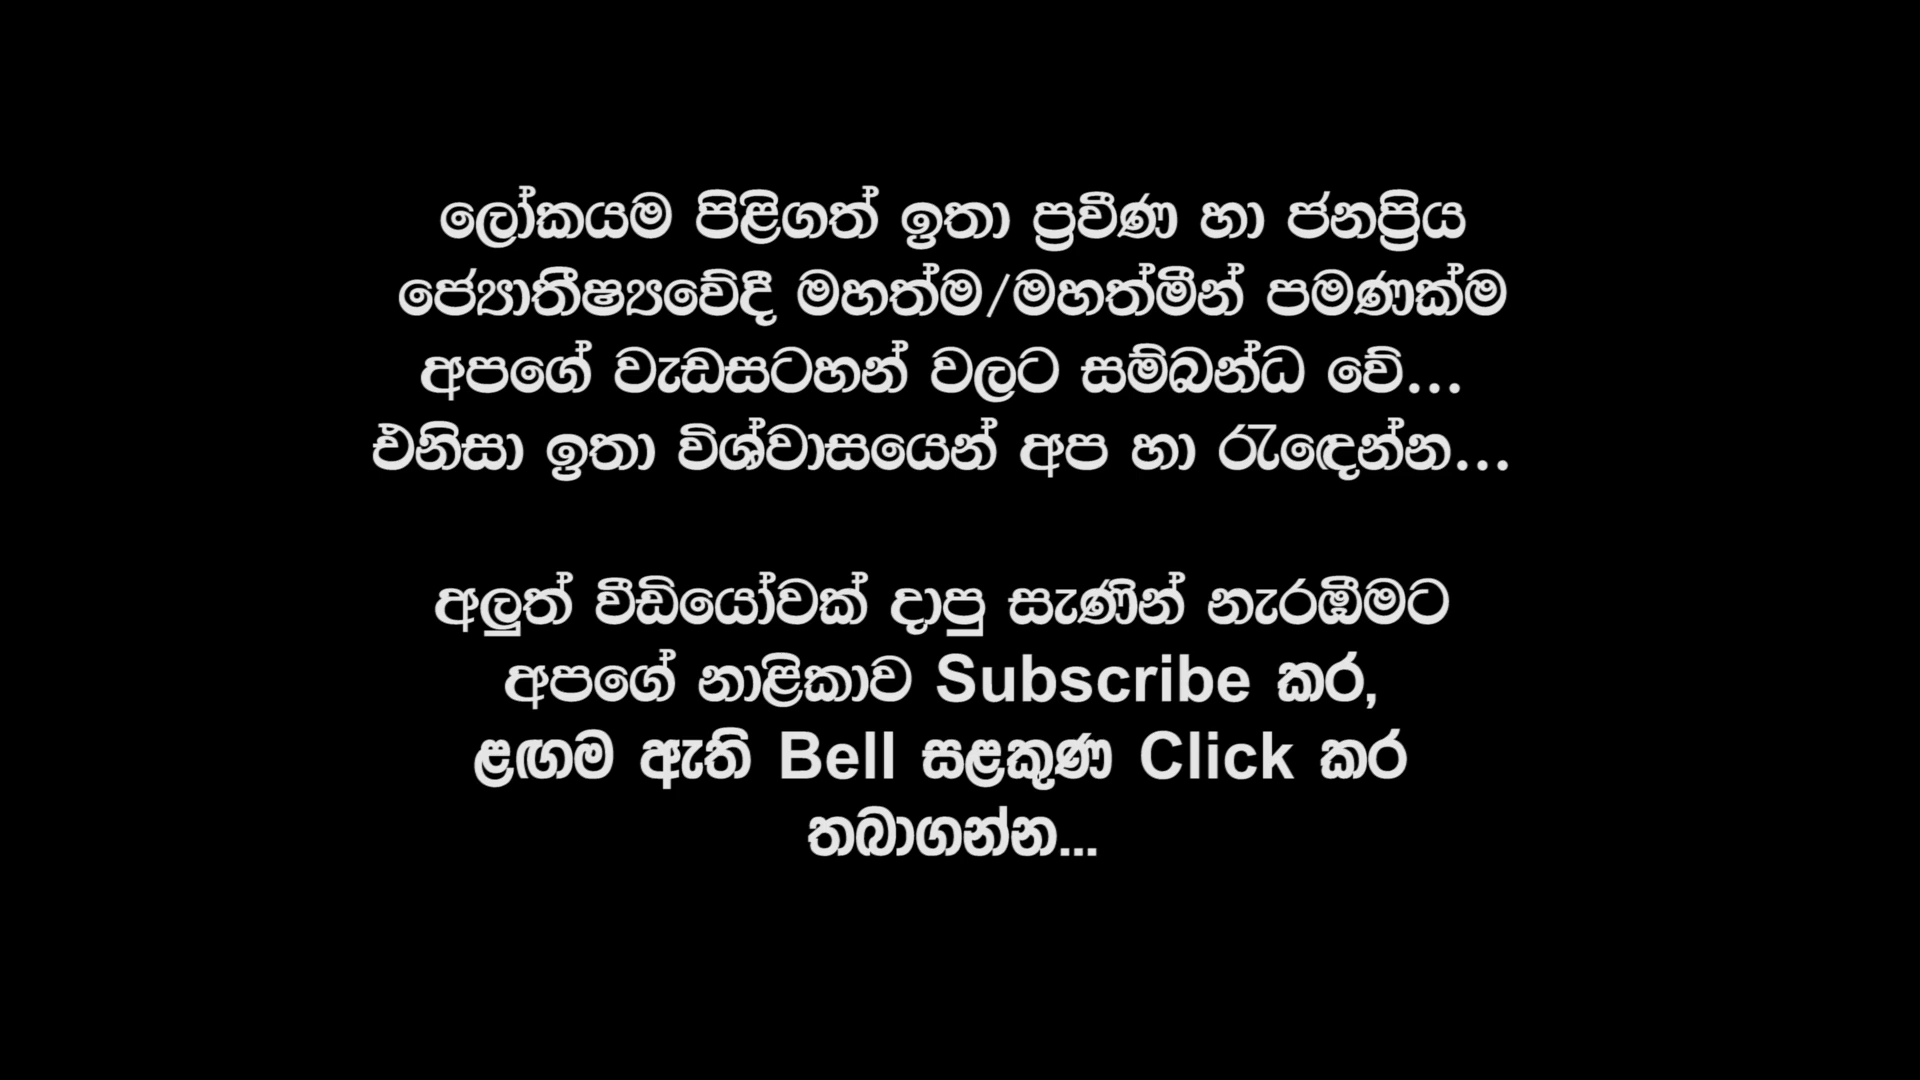 ලෝකයම පිළිගත් ඉතා ප්‍රවීණ හා ජනප්‍රිය
ජ්‍යොතිෂ්‍යවේදී මහත්ම/මහත්මීන් පමණක්ම
අපගේ වැඩසටහන් වලට සම්බන්ධ වේ...
එනිසා ඉතා විශ්වාසයෙන් අප හා රැඳෙන්න...
අලුත් වීඩියෝවක් දාපු සැණින් නැරඹීමට
අපගේ නාළිකාව Subscribe කර,
ළඟම ඇති Bell සළකුණ Click කර
තබාගන්න...